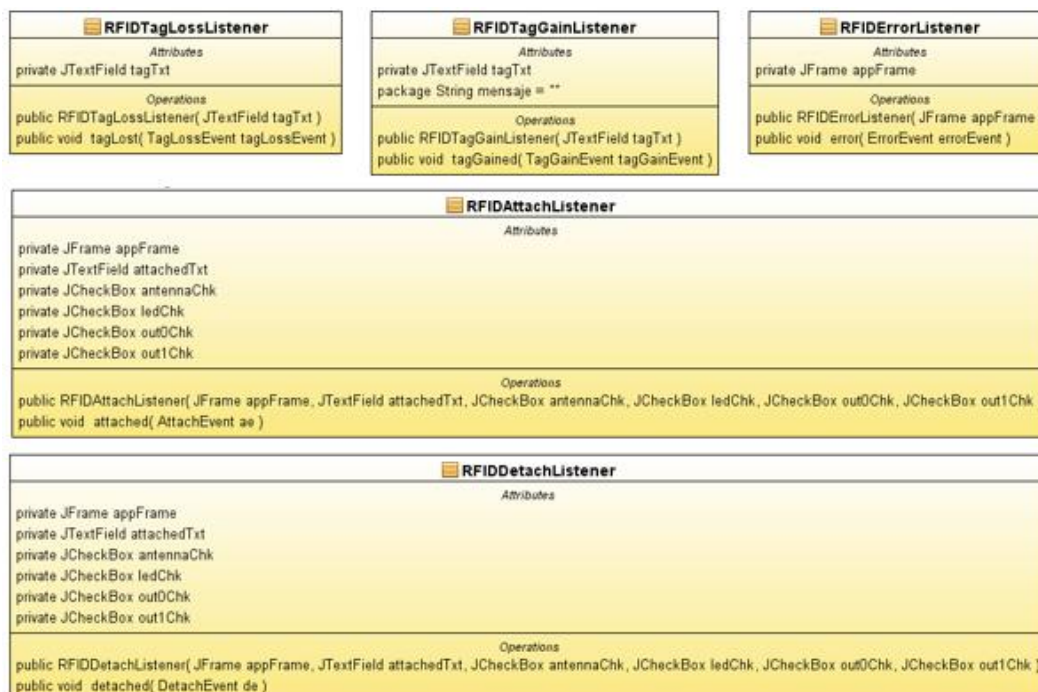 RFIDTagLossListener
Attributes
private JTextField tagTxt
Operations
public RFIDTagLossListener( JTextField tagTxt )
public void tagLost( TagLossEvent tagLossEvent )
RFIDTagGainListener
Attributes
private JTextField tagTxt
package String mensaje = ""
Operations
public RFIDTagGainListener( JTextField tagTxt )
public void tagGained( TagGainEvent tagGainEvent )
RFIDErrorListener
Attributes
private JFrame appFrame
Operations
public RFIDErrorListener( JFrame appFrame
public void error( ErrorEvent errorEvent )
RFIDAttachListener
Attributes
private JFrame appFrame
private JTextField attachedTxt
private JCheckBox antennaChk
private JCheckBox ledChk
private JCheckBox out0Chk
private JCheckBox out1Chk
Operations
public RFIDAttachListener( JFrame appFrame, JTextField attachedTxt, JCheckBox antennaChk, JCheckBox ledChk, JCheckBox out0Chk, JCheckBox out1Chk
public void attached( AttachEvent ae )
RFIDDetachListener
Attributes
private JFrame appFrame
private JTextField attachedTxt
private JCheckBox antennaChk
private JCheckBox ledChk
private JCheckBox out0Chk
private JCheckBox out1Chk
Operations
public RFIDDetachListener( JFrame appFrame, JTextField attachedTxt, JCheckBox antennaChk, JCheckBox ledChk, JCheckBox out0Chk, JCheckBox out1Chk )
public void detached( DetachEvent de )